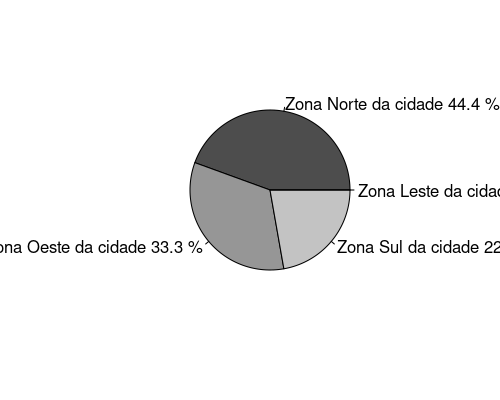 Zona Norte da cidade 44.4 %
Zona Leste da
ona Oeste da cidade 33.3 %
Zona Sul da cidade 22